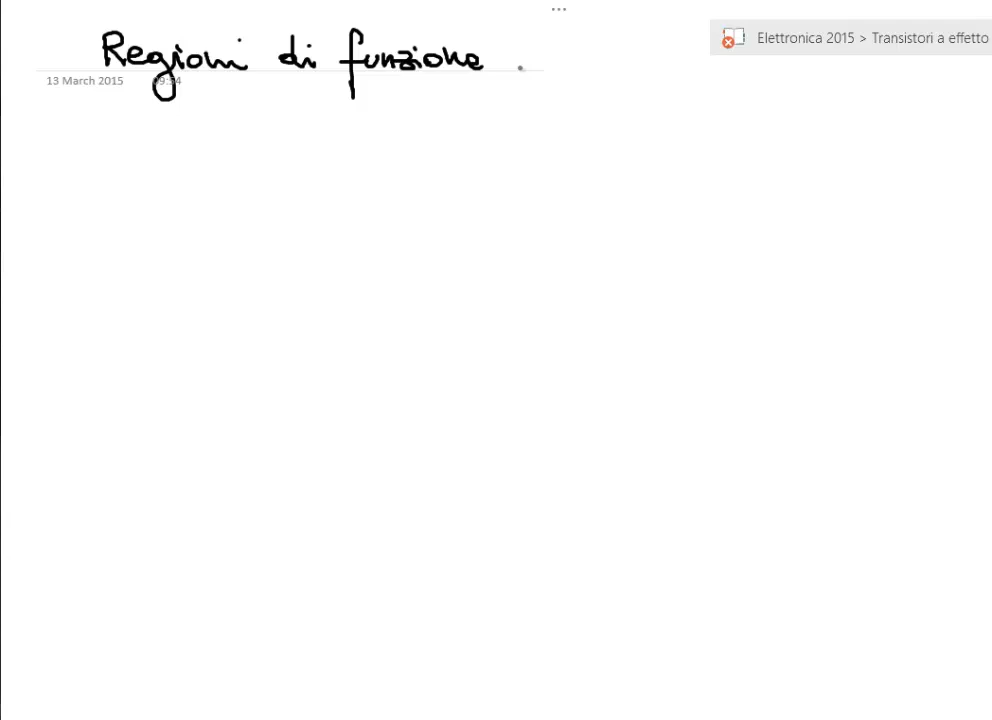 Regioni di funzione
Elettronica 2015 > Transistori a effetto
13 March 2015